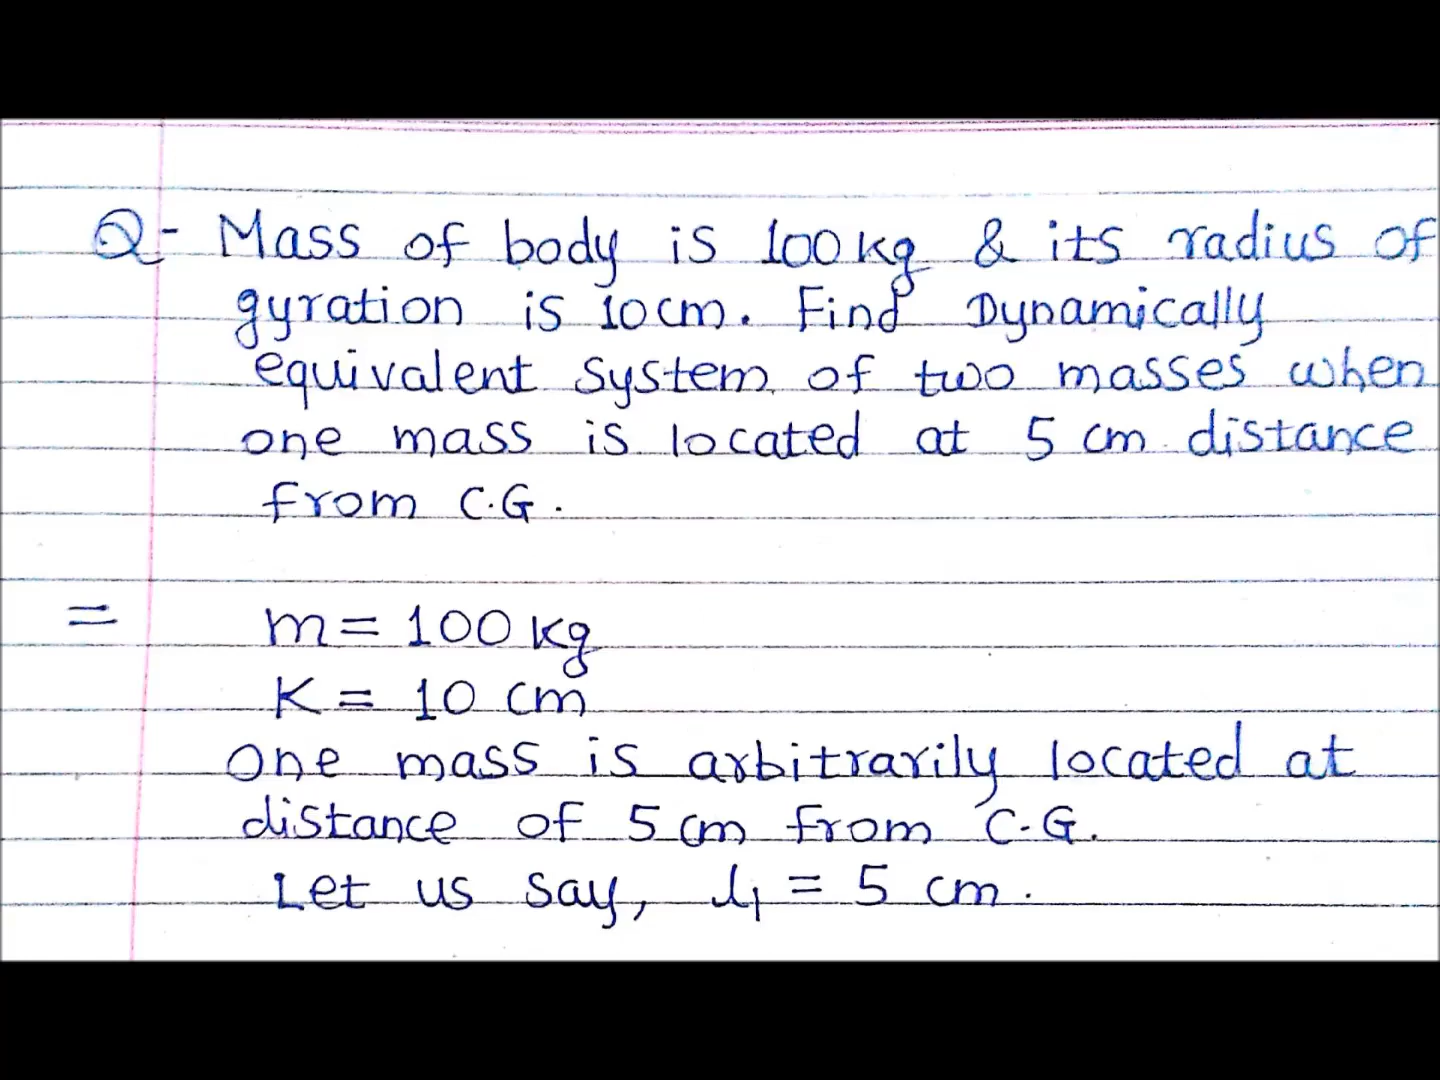 Q- Mass of body is 100 kg & its radius of
gyration is 10 cm. Find Dynamically
equivalent system of two masses when
one mass is located at 5 cm distance
from C.G.
= m = 100 kg
K = 10 cm
One mass is arbitrarily located at
distance of 5 cm from C.G.
Let us say, l1 = 5 cm.